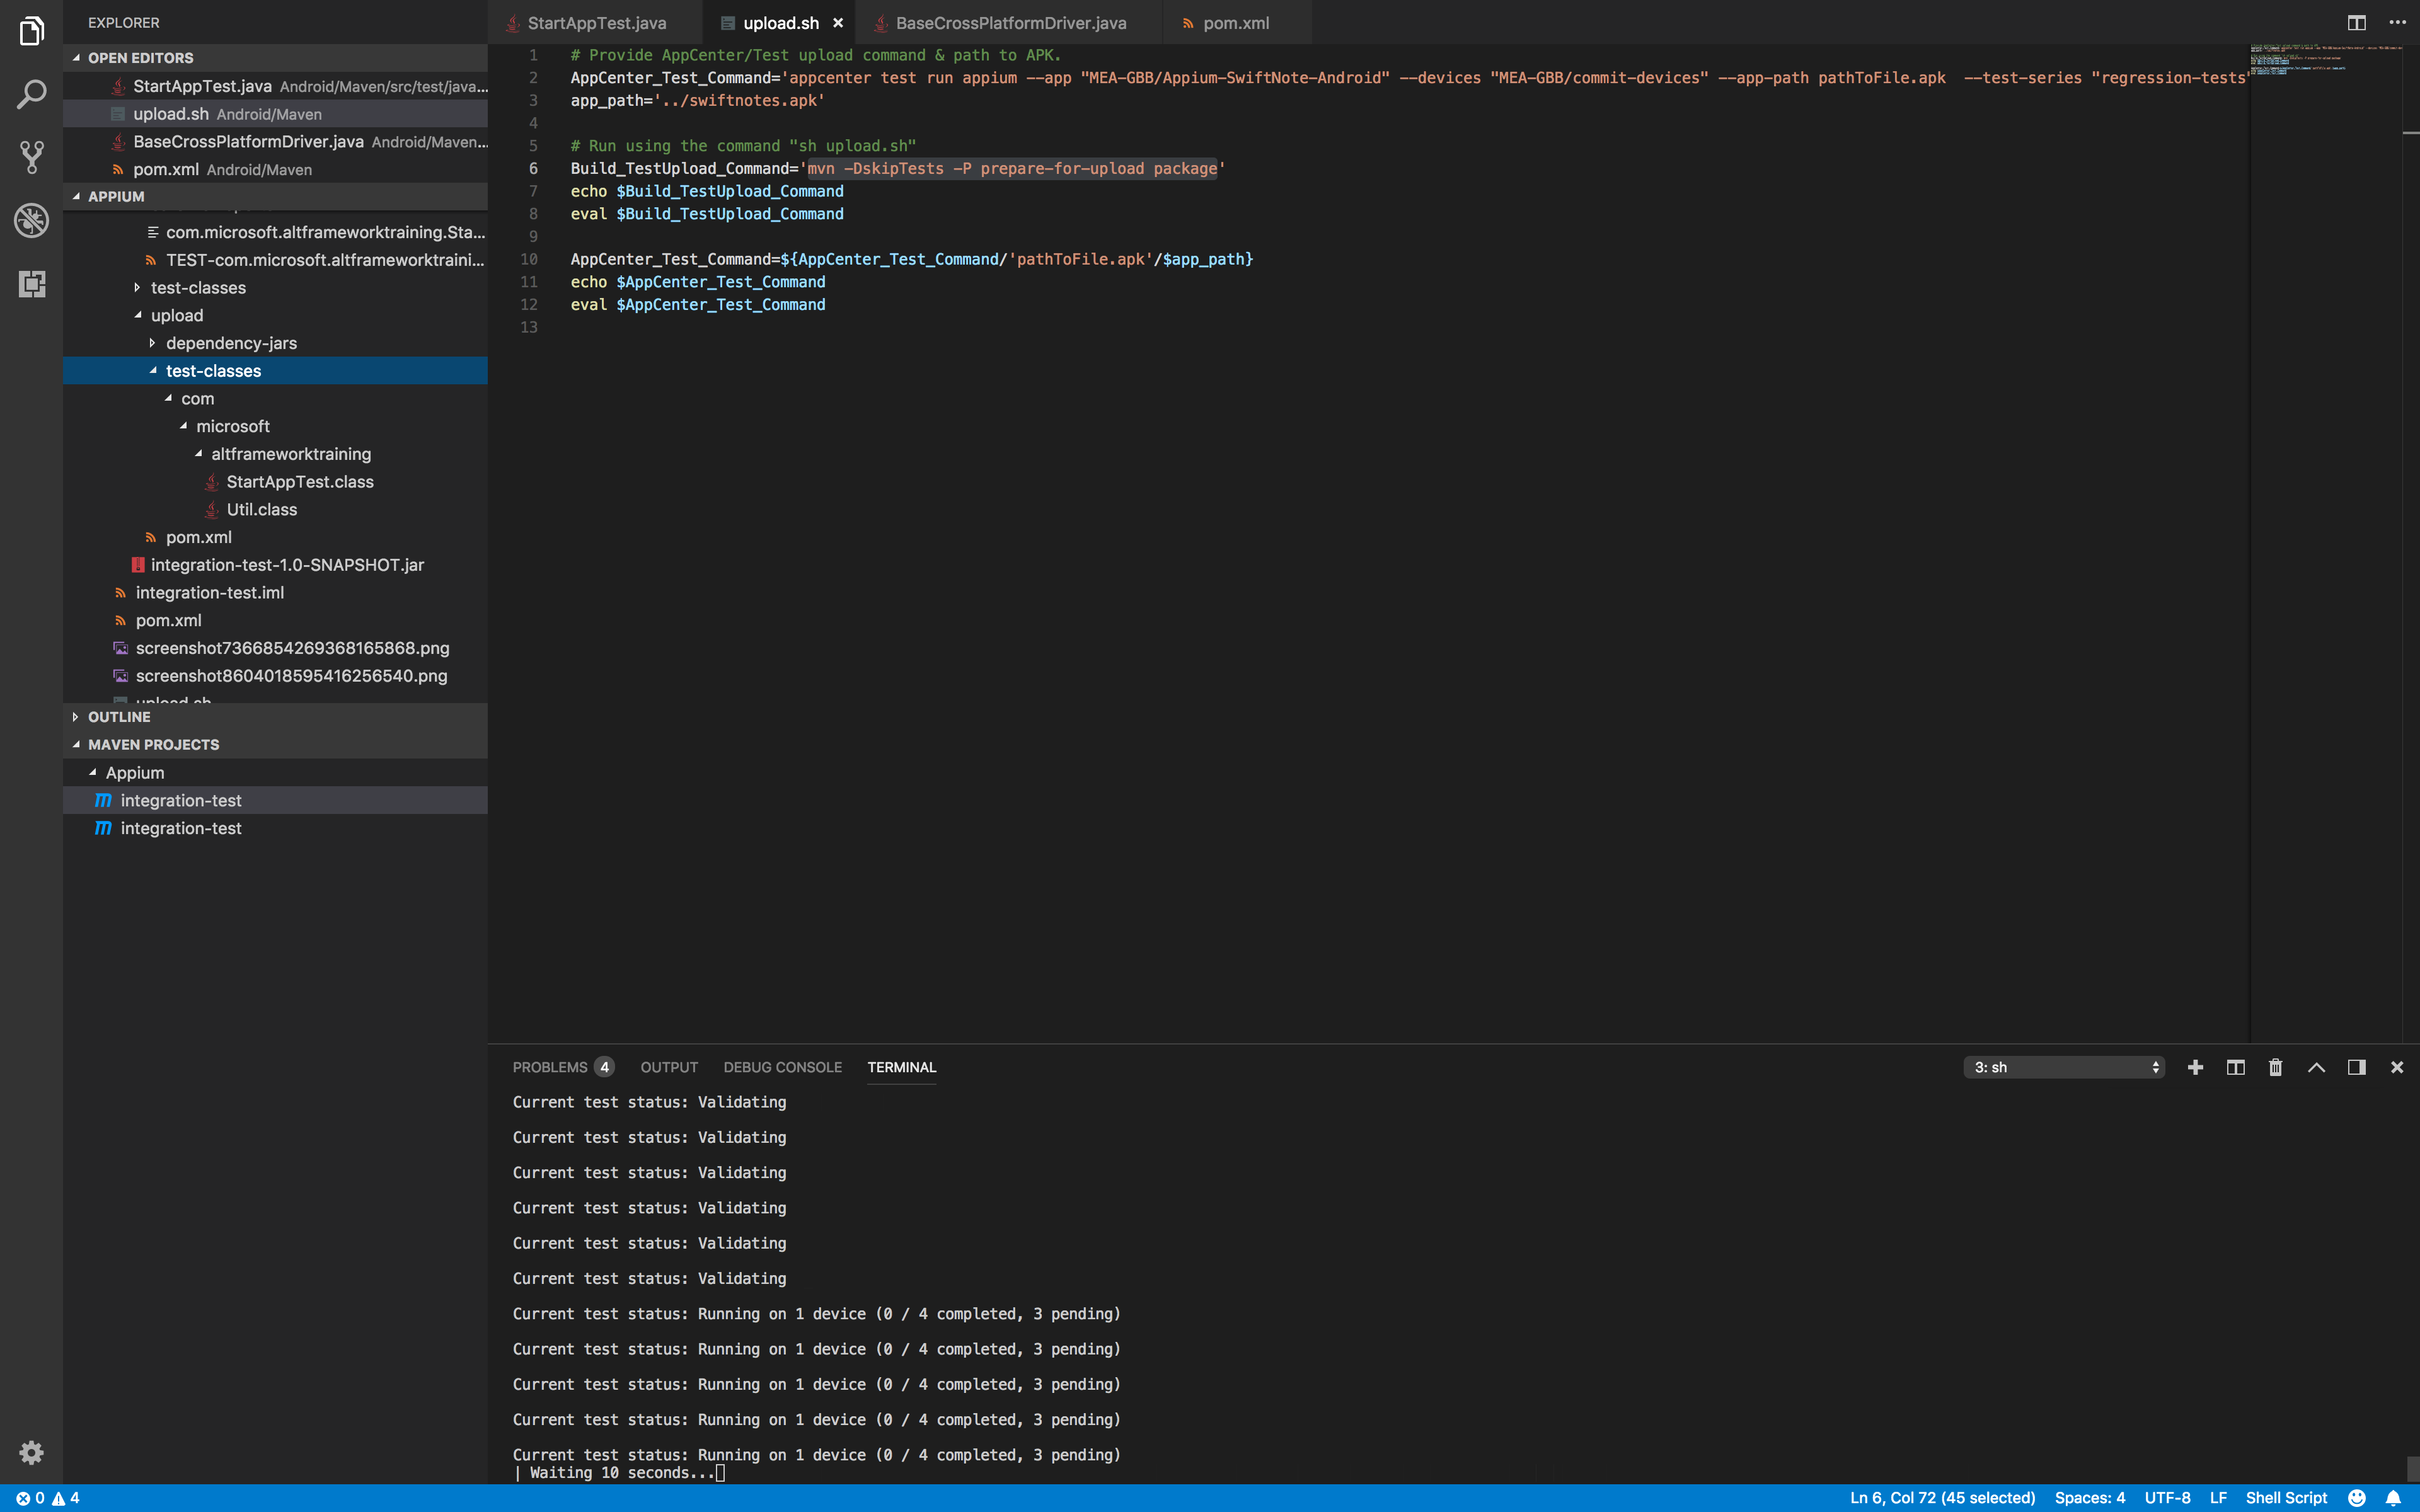 EXPLORER
OPEN EDITORS
StartAppTest.java Android/Maven/src/test/java...
upload.sh Android/Maven
BaseCrossPlatformDriver.java Android/Maven...
pom.xml Android/Maven
APPIUM
com.microsoft.altframeworktraining.Sta...
TEST-com.microsoft.altframeworktraini...
test-classes
upload
dependency-jars
test-classes
com
microsoft
altframeworktraining
StartAppTest.class
Util.class
pom.xml
integration-test-1.0-SNAPSHOT.jar
integration-test.iml
pom.xml
screenshot7366854269368165868.png
screenshot8604018595416256540.png
upload.sh
OUTLINE
MAVEN PROJECTS
Appium
integration-test
integration-test
StartAppTest.java upload.sh BaseCrossPlatformDriver.java pom.xml
1 # Provide AppCenter/Test upload command & path to APK.
2 AppCenter_Test_Command='appcenter test run appium --app "MEA-GBB/Appium-SwiftNote-Android" --devices "MEA-GBB/commit-devices" --app-path pathToFile.apk  --test-series "regression-tests"
3 app_path='../swiftnotes.apk'
4
5 # Run using the command "sh upload.sh"
6 Build_TestUpload_Command='mvn -DskipTests -P prepare-for-upload package'
7 echo $Build_TestUpload_Command
8 eval $Build_TestUpload_Command
9
10 AppCenter_Test_Command=${AppCenter_Test_Command/'pathToFile.apk'/$app_path}
11 echo $AppCenter_Test_Command
12 eval $AppCenter_Test_Command
13
PROBLEMS 4 OUTPUT DEBUG CONSOLE TERMINAL 3: sh
Current test status: Validating
Current test status: Validating
Current test status: Validating
Current test status: Validating
Current test status: Validating
Current test status: Validating
Current test status: Running on 1 device (0 / 4 completed, 3 pending)
Current test status: Running on 1 device (0 / 4 completed, 3 pending)
Current test status: Running on 1 device (0 / 4 completed, 3 pending)
Current test status: Running on 1 device (0 / 4 completed, 3 pending)
Current test status: Running on 1 device (0 / 4 completed, 3 pending)
| Waiting 10 seconds...
0 4 Ln 6, Col 72 (45 selected) Spaces: 4 UTF-8 LF Shell Script